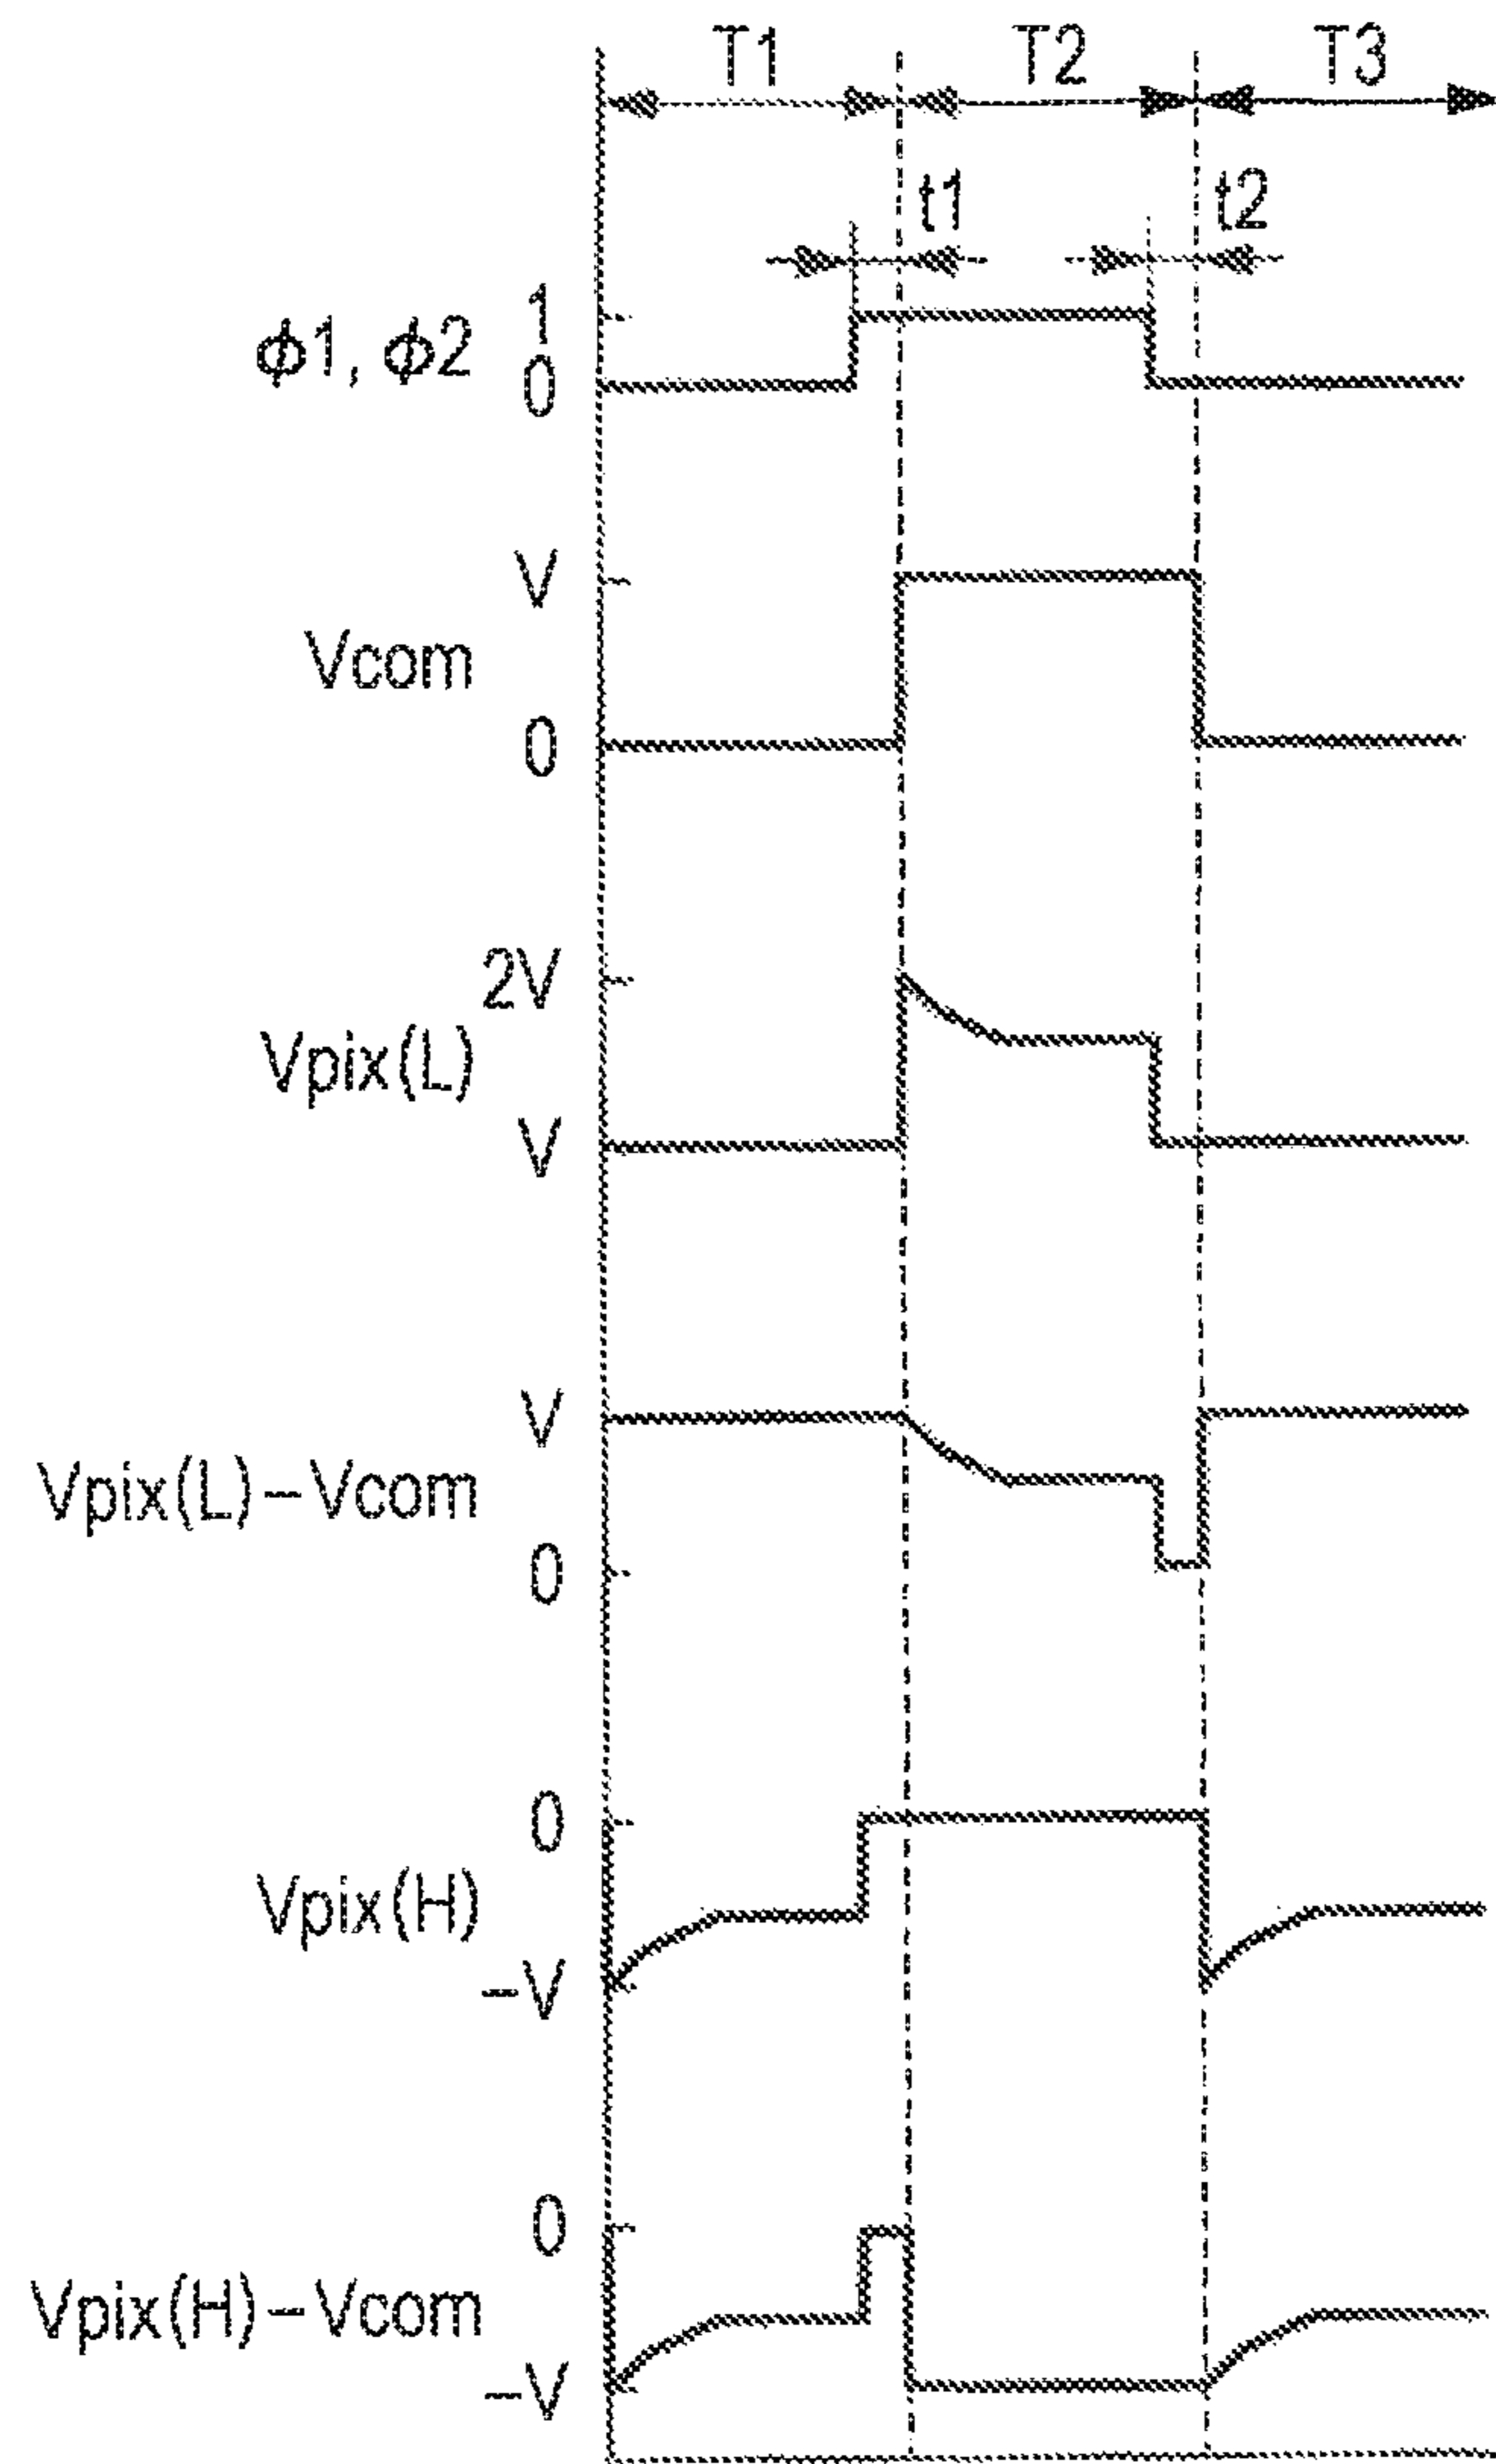 T1 T2 T3
t1 t2
1
ϕ1, ϕ2
0
V
Vcom
0
2V
Vpix(L)
V
V
Vpix(L)−Vcom
0
0
Vpix(H)
−V
0
Vpix(H)−Vcom
−V